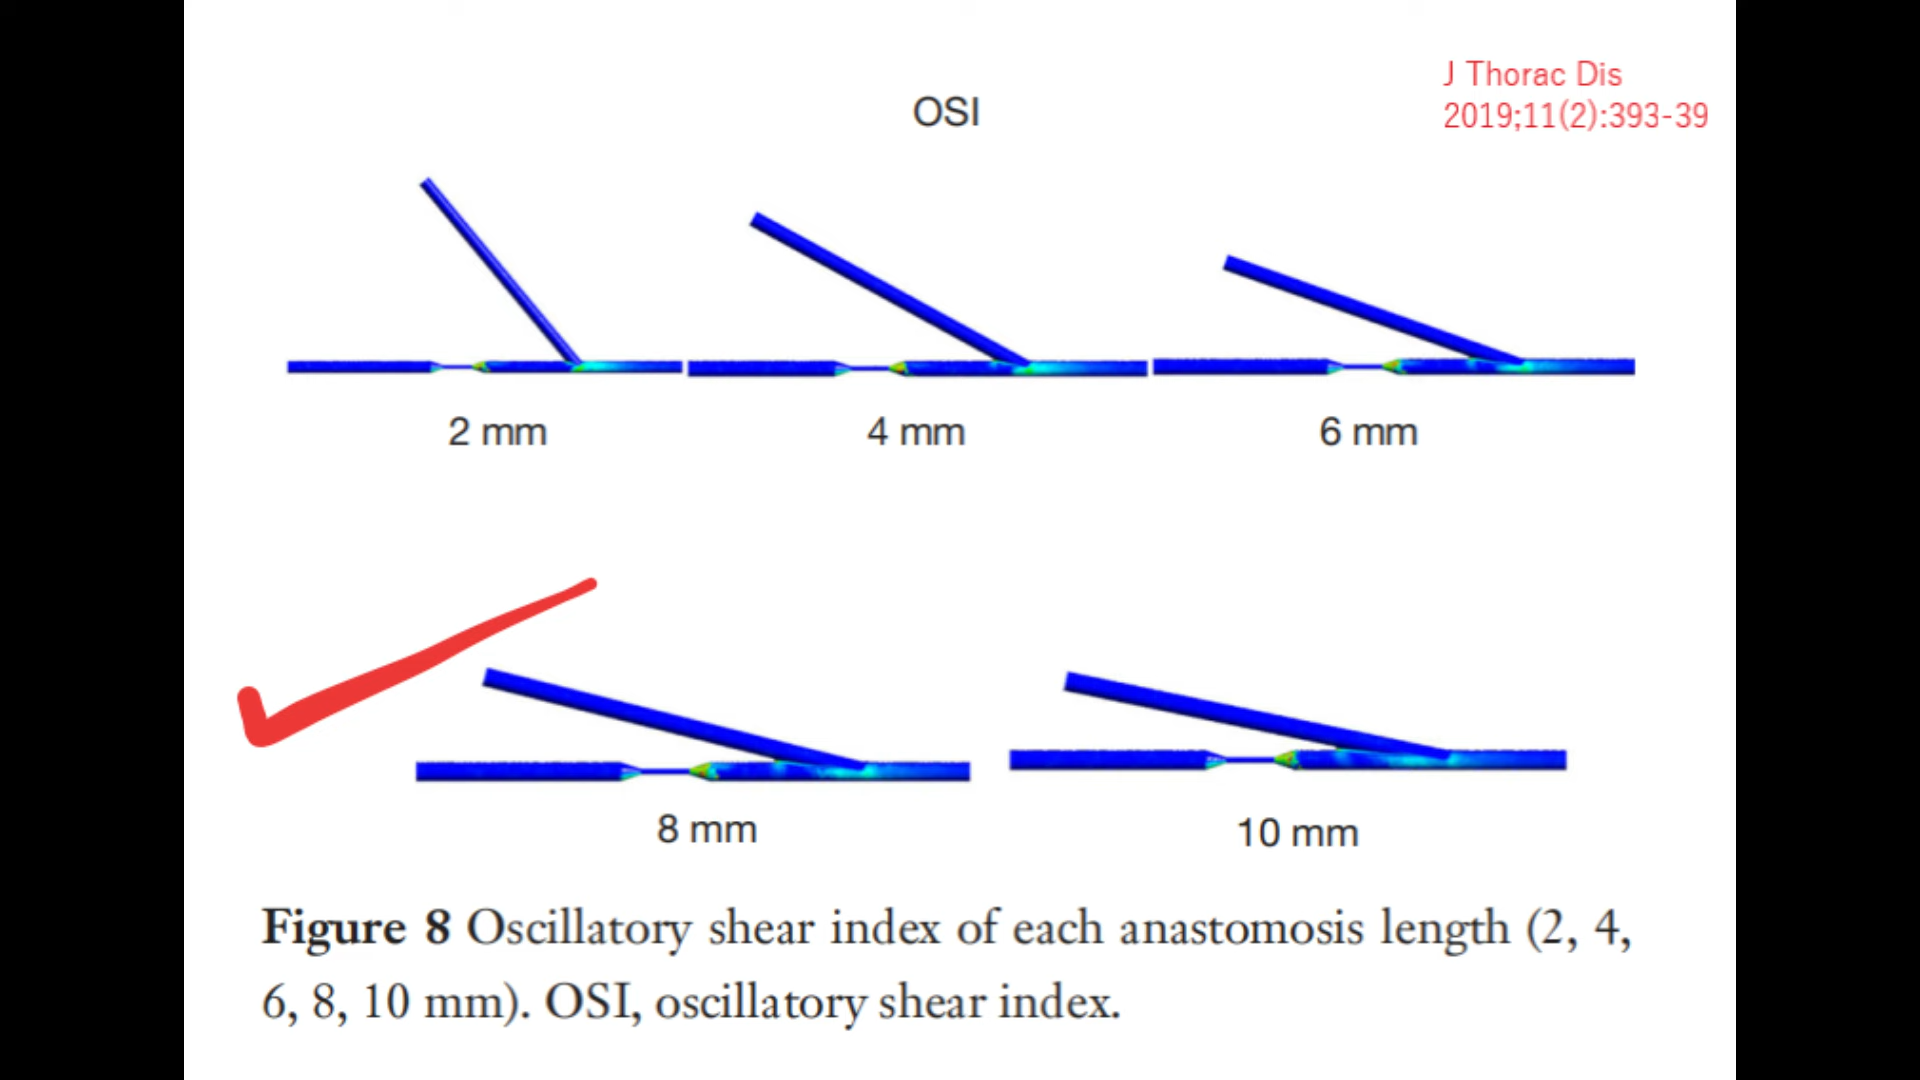 J Thorac Dis
2019;11(2):393-39
OSI
2 mm
4 mm
6 mm
8 mm
10 mm
Figure 8 Oscillatory shear index of each anastomosis length (2, 4,
6, 8, 10 mm). OSI, oscillatory shear index.